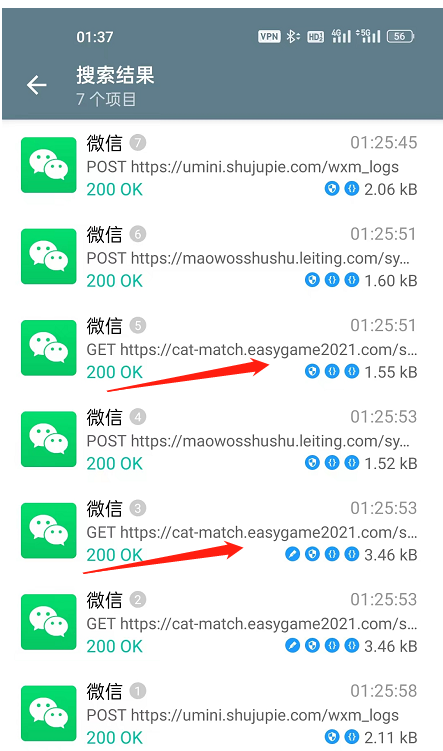 01:37 VPN HD2 4G 5G 56
搜索结果
7 个项目
微信 7 01:25:45
POST https://umini.shujupie.com/wxm_logs
200 OK 2.06 kB
微信 6 01:25:51
POST https://maowosshushu.leiting.com/sy…
200 OK 1.60 kB
微信 5 01:25:51
GET https://cat-match.easygame2021.com/s…
200 OK 1.55 kB
微信 4 01:25:53
POST https://maowosshushu.leiting.com/sy…
200 OK 1.52 kB
微信 3 01:25:53
GET https://cat-match.easygame2021.com/s…
200 OK 3.46 kB
微信 2 01:25:53
GET https://cat-match.easygame2021.com/s…
200 OK 3.46 kB
微信 1 01:25:58
POST https://umini.shujupie.com/wxm_logs
200 OK 2.11 kB